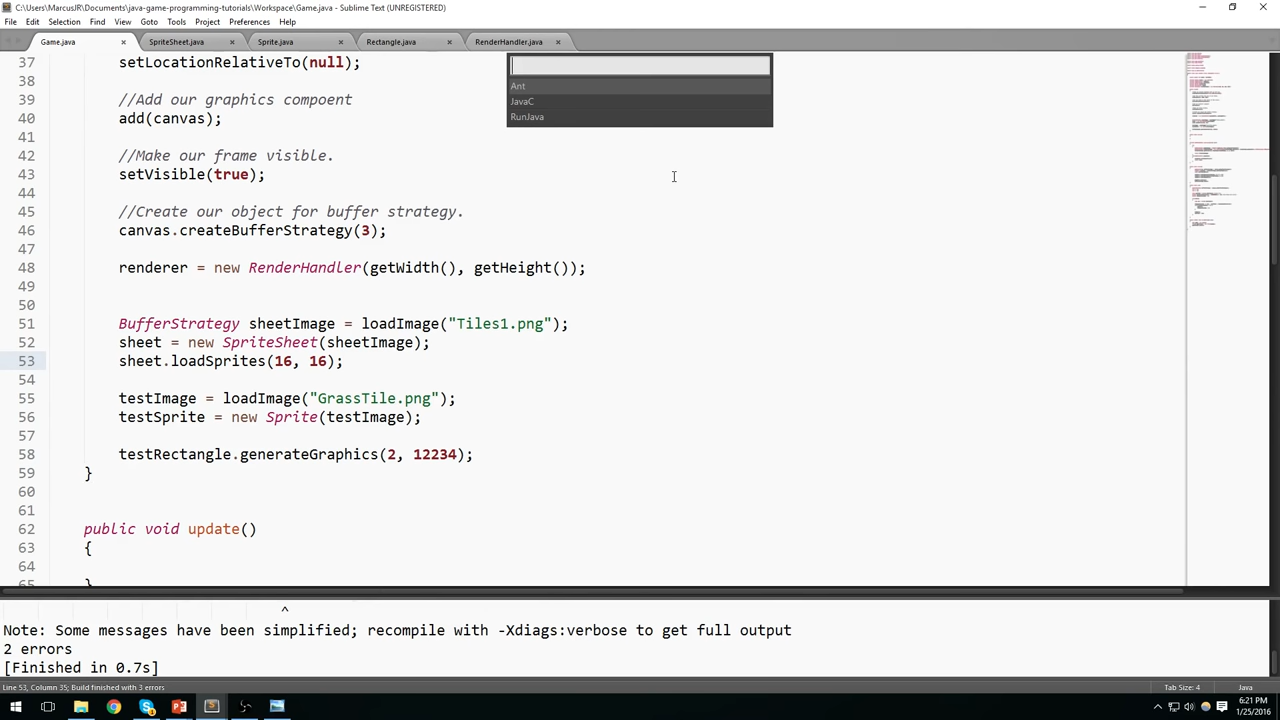 C:\Users\MarcusJR\Documents\java-game-programming-tutorials\Workspace\Game.java - Sublime Text (UNREGISTERED)
File Edit Selection Find View Goto Tools Project Preferences Help
Game.java × SpriteSheet.java × Sprite.java × Rectangle.java × RenderHandler.java ×
37 setLocationRelativeTo(null);
38
39 //Add our graphics compoent
40 add(canvas);
41
42 //Make our frame visible.
43 setVisible(true);
44
45 //Create our object for buffer strategy.
46 canvas.createBufferStrategy(3);
47
48 renderer = new RenderHandler(getWidth(), getHeight());
49
50
51 BufferStrategy sheetImage = loadImage("Tiles1.png");
52 sheet = new SpriteSheet(sheetImage);
53 sheet.loadSprites(16, 16);
54
55 testImage = loadImage("GrassTile.png");
56 testSprite = new Sprite(testImage);
57
58 testRectangle.generateGraphics(2, 12234);
59 }
60
61
62 public void update()
63 {
64
65 }
Ant
JavaC
RunJava
^
Note: Some messages have been simplified; recompile with -Xdiags:verbose to get full output
2 errors
[Finished in 0.7s]
Line 53, Column 35; Build finished with 3 errors Tab Size: 4 Java
6:21 PM
1/25/2016